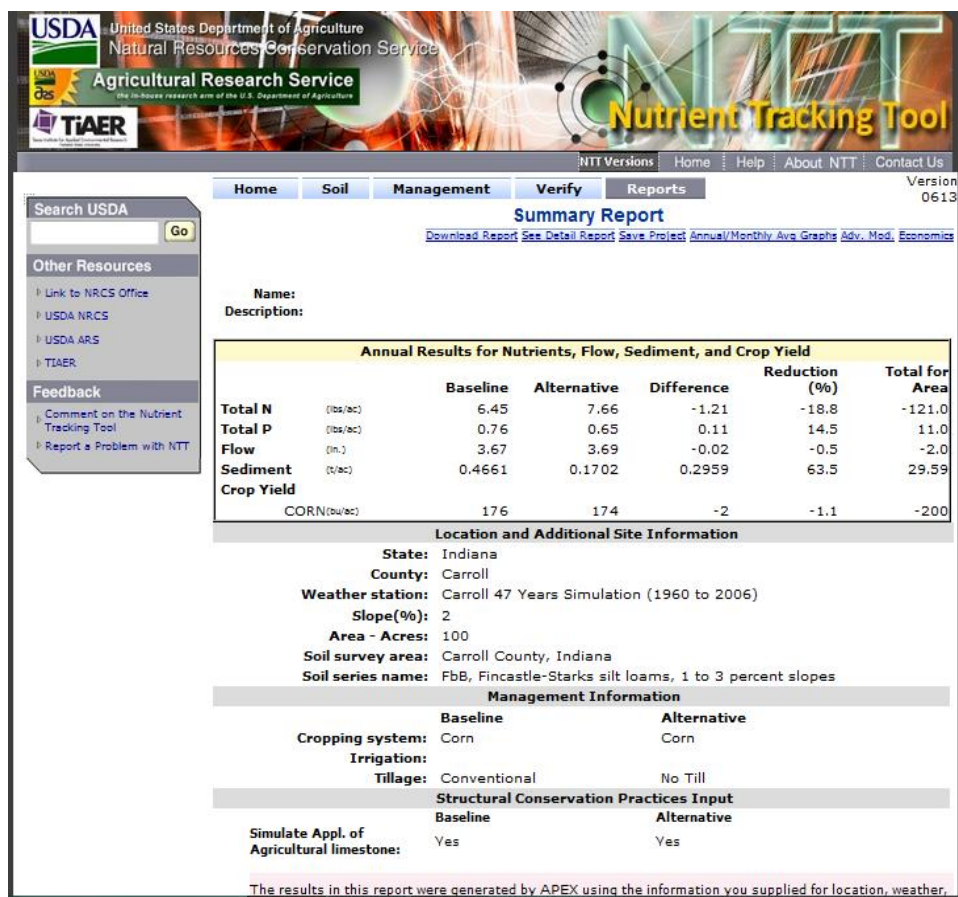 USDA United States Department of Agriculture
Natural Resources Conservation Service
Agricultural Research Service
the in-house research arm of the U.S. Department of Agriculture
TiAER
Nutrient Tracking Tool
NTT
NTT Versions Home Help About NTT Contact Us
Home Soil Management Verify Reports
Version 0613
Search USDA
Go
Other Resources
Link to NRCS Office
USDA NRCS
USDA ARS
TIAER
Feedback
Comment on the Nutrient
Tracking Tool
Report a Problem with NTT
Summary Report
Download Report See Detail Report Save Project Annual/Monthly Avg Graphs Adv. Mod. Economics
Name:
Description:
Annual Results for Nutrients, Flow, Sediment, and Crop Yield
Baseline Alternative Difference Reduction (%) Total for Area
Total N (lbs/ac) 6.45 7.66 -1.21 -18.8 -121.0
Total P (lbs/ac) 0.76 0.65 0.11 14.5 11.0
Flow (in.) 3.67 3.69 -0.02 -0.5 -2.0
Sediment (t/ac) 0.4661 0.1702 0.2959 63.5 29.59
Crop Yield
CORN(bu/ac) 176 174 -2 -1.1 -200
Location and Additional Site Information
State: Indiana
County: Carroll
Weather station: Carroll 47 Years Simulation (1960 to 2006)
Slope(%): 2
Area - Acres: 100
Soil survey area: Carroll County, Indiana
Soil series name: FbB, Fincastle-Starks silt loams, 1 to 3 percent slopes
Management Information
Baseline Alternative
Cropping system: Corn Corn
Irrigation:
Tillage: Conventional No Till
Structural Conservation Practices Input
Baseline Alternative
Simulate Appl. of
Agricultural limestone: Yes Yes
The results in this report were generated by APEX using the information you supplied for location, weather,